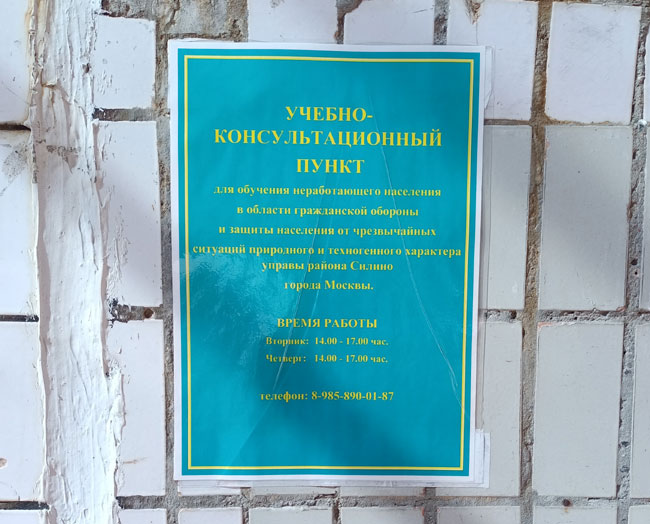 УЧЕБНО-
КОНСУЛЬТАЦИОННЫЙ
ПУНКТ
для обучения неработающего населения
в области гражданской обороны
и защиты населения от чрезвычайных
ситуаций природного и техногенного характера
управы района Силино
города Москвы.
ВРЕМЯ РАБОТЫ
Вторник: 14.00 - 17.00 час.
Четверг: 14.00 - 17.00 час.
телефон: 8-985-890-01-87